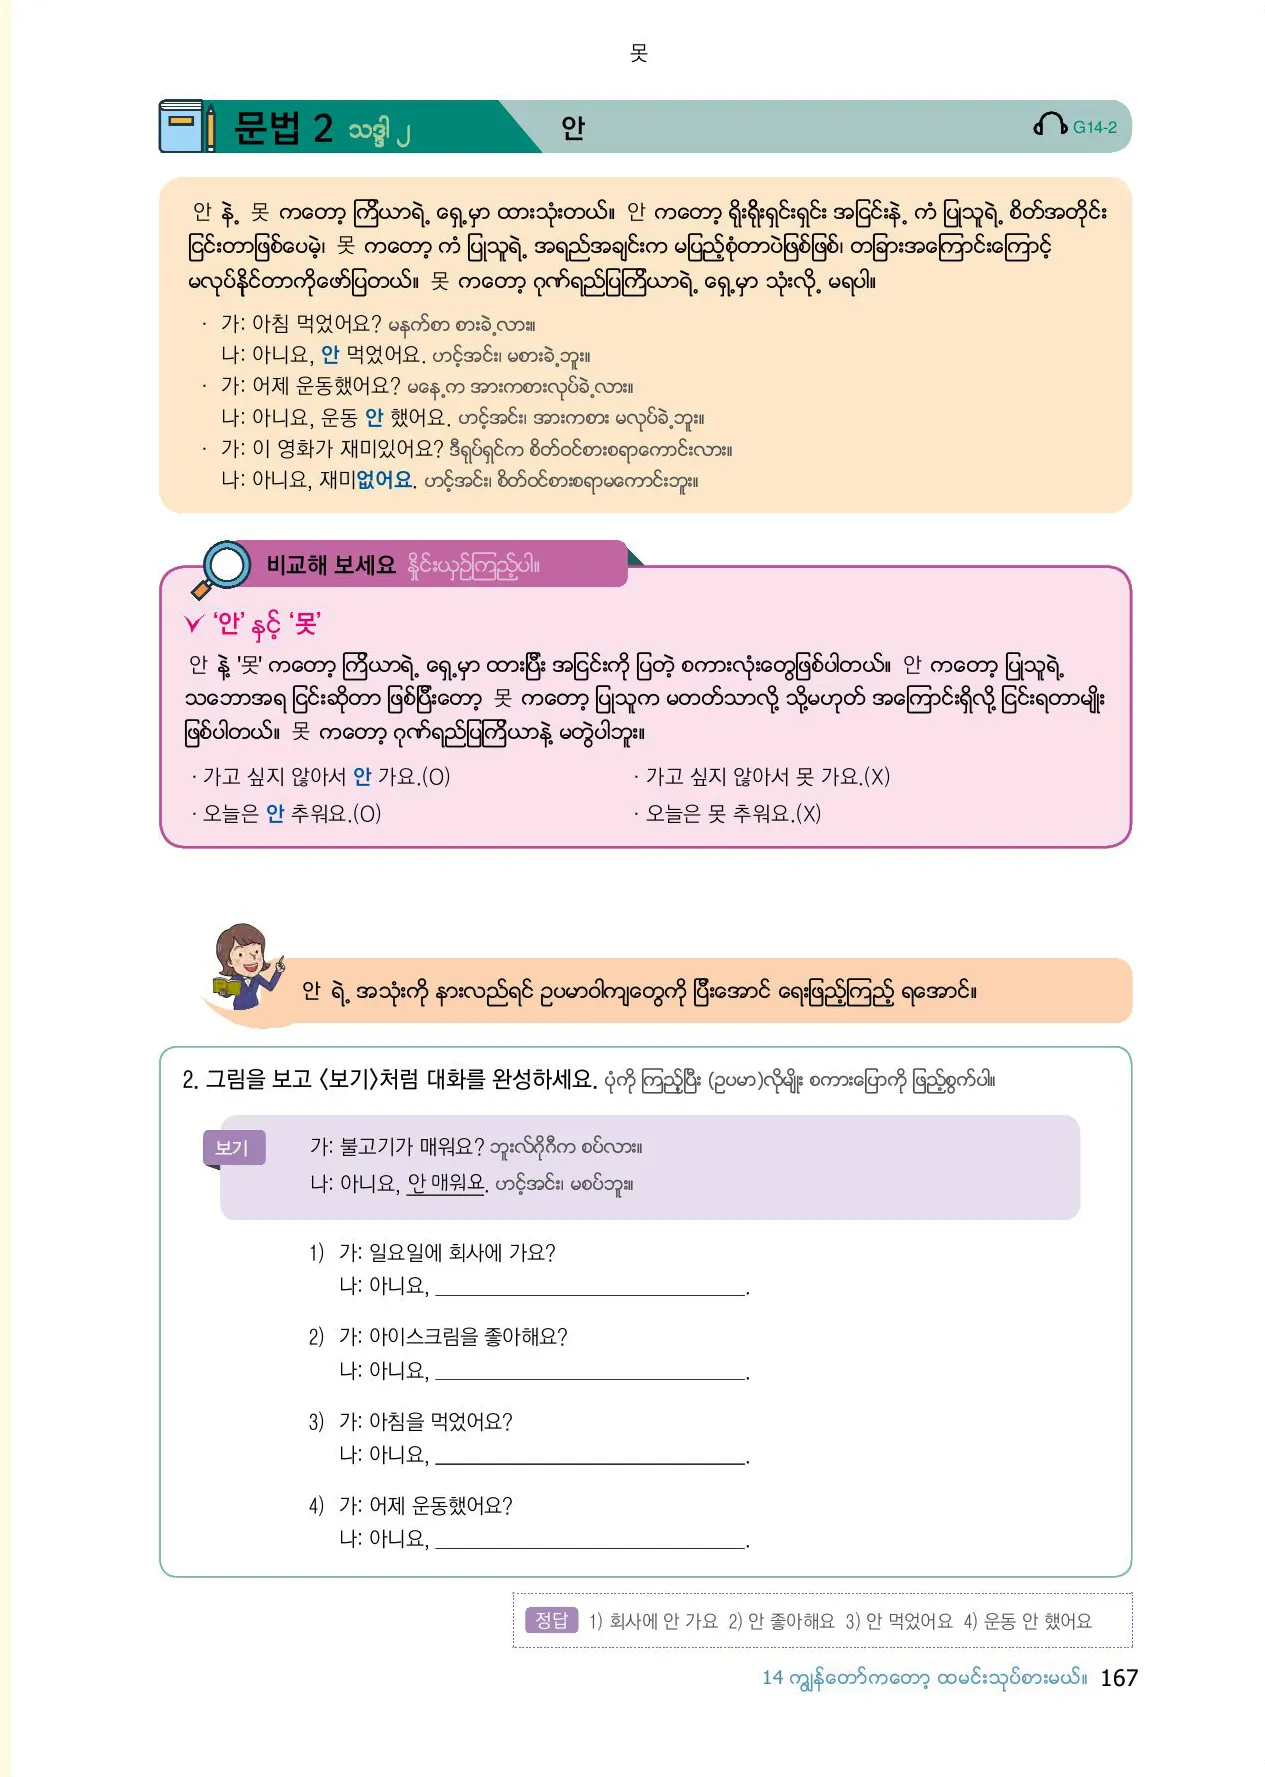 못
문법 2 သဒ္ဒါ ၂ 안 G14-2
안 နဲ့ 못 ကတော့ ကြိယာရဲ့ ရှေ့မှာ ထားသုံးတယ်။ 안 ကတော့ ရိုးရိုးရှင်းရှင်း အငြင်းနဲ့ ကံ ပြုသူရဲ့ စိတ်အတိုင်း
ငြင်းတာဖြစ်ပေမဲ့၊ 못 ကတော့ ကံ ပြုသူရဲ့ အရည်အချင်းက မပြည့်စုံတာပဲဖြစ်ဖြစ်၊ တခြားအကြောင်းကြောင့်
မလုပ်နိုင်တာကိုဖော်ပြတယ်။ 못 ကတော့ ဂုဏ်ရည်ပြကြိယာရဲ့ ရှေ့မှာ သုံးလို့ မရပါ။
· 가: 아침 먹었어요? မနက်စာ စားခဲ့လား။
나: 아니요, 안 먹었어요. ဟင့်အင်း၊ မစားခဲ့ဘူး။
· 가: 어제 운동했어요? မနေ့က အားကစားလုပ်ခဲ့လား။
나: 아니요, 운동 안 했어요. ဟင့်အင်း၊ အားကစား မလုပ်ခဲ့ဘူး။
· 가: 이 영화가 재미있어요? ဒီရုပ်ရှင်က စိတ်ဝင်စားစရာကောင်းလား။
나: 아니요, 재미없어요. ဟင့်အင်း၊ စိတ်ဝင်စားစရာမကောင်းဘူး။
비교해 보세요 နှိုင်းယှဉ်ကြည့်ပါ။
‘안’ နှင့် ‘못’
안 နဲ့ '못' ကတော့ ကြိယာရဲ့ ရှေ့မှာ ထားပြီး အငြင်းကို ပြတဲ့ စကားလုံးတွေဖြစ်ပါတယ်။ 안 ကတော့ ပြုသူရဲ့
သဘောအရ ငြင်းဆိုတာ ဖြစ်ပြီးတော့ 못 ကတော့ ပြုသူက မတတ်သာလို့ သို့မဟုတ် အကြောင်းရှိလို့ ငြင်းရတာမျိုး
ဖြစ်ပါတယ်။ 못 ကတော့ ဂုဏ်ရည်ပြကြိယာနဲ့ မတွဲပါဘူး။
· 가고 싶지 않아서 안 가요.(O) · 가고 싶지 않아서 못 가요.(X)
· 오늘은 안 추워요.(O) · 오늘은 못 추워요.(X)
안 ရဲ့ အသုံးကို နားလည်ရင် ဥပမာဝါကျတွေကို ပြီးအောင် ရေးဖြည့်ကြည့် ရအောင်။
2. 그림을 보고 〈보기〉처럼 대화를 완성하세요. ပုံကို ကြည့်ပြီး (ဥပမာ)လိုမျိုး စကားပြောကို ဖြည့်စွက်ပါ။
보기 가: 불고기가 매워요? ဘူးလ်ဂိုဂီက စပ်လား။
나: 아니요, 안 매워요. ဟင့်အင်း၊ မစပ်ဘူး။
1) 가: 일요일에 회사에 가요?
나: 아니요, ____________.
2) 가: 아이스크림을 좋아해요?
나: 아니요, ____________.
3) 가: 아침을 먹었어요?
나: 아니요, ____________.
4) 가: 어제 운동했어요?
나: 아니요, ____________.
정답 1) 회사에 안 가요 2) 안 좋아해요 3) 안 먹었어요 4) 운동 안 했어요
14 ကျွန်တော်ကတော့ ထမင်းသုပ်စားမယ်။ 167